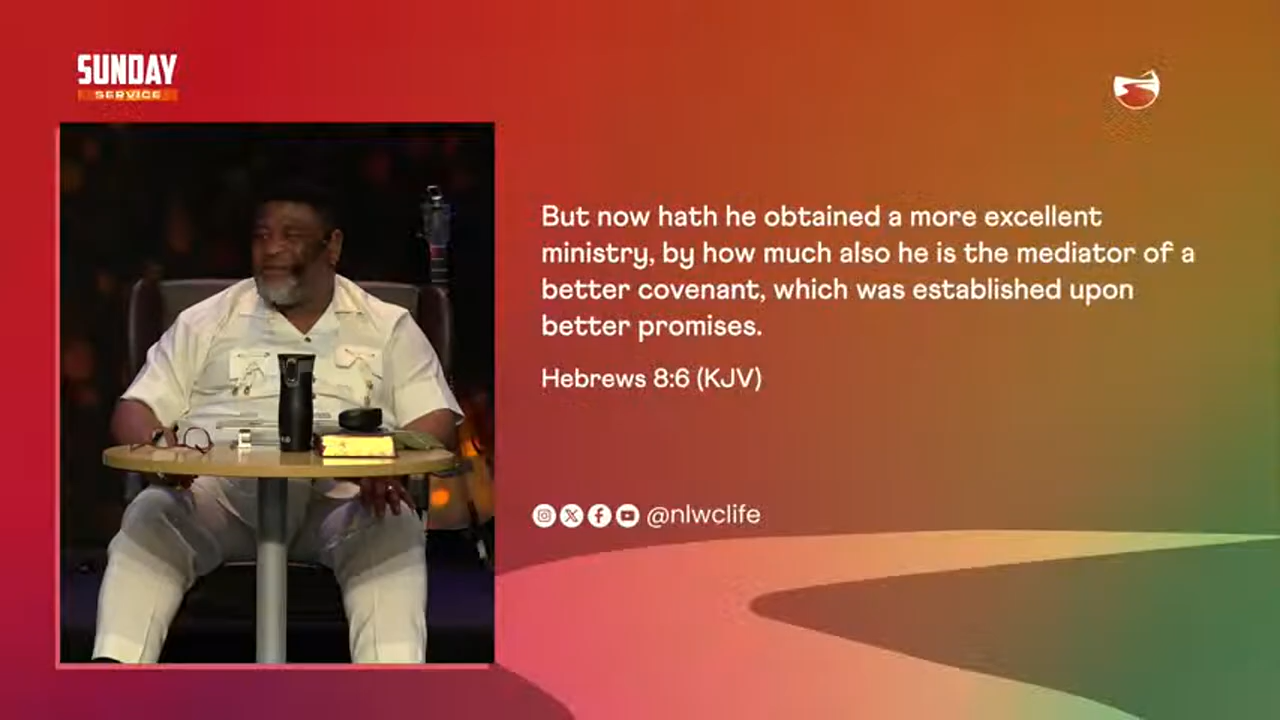 SUNDAY
SERVICE
But now hath he obtained a more excellent
ministry, by how much also he is the mediator of a
better covenant, which was established upon
better promises.
Hebrews 8:6 (KJV)
@nlwclife